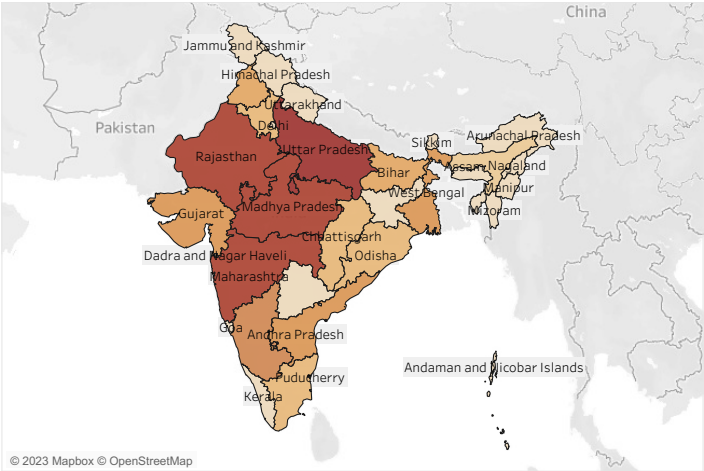 China
Jammu and Kashmir
Himachal Pradesh
Uttarakhand
Pakistan
Delhi
Arunachal Pradesh
Sikkim
Uttar Pradesh
Rajasthan
Assam
Nagaland
Bihar
Manipur
West Bengal
Madhya Pradesh
Mizoram
Gujarat
Chhattisgarh
Dadra and Nagar Haveli
Odisha
Maharashtra
Goa
Andhra Pradesh
Andaman and Nicobar Islands
Puducherry
Kerala
© 2023 Mapbox © OpenStreetMap